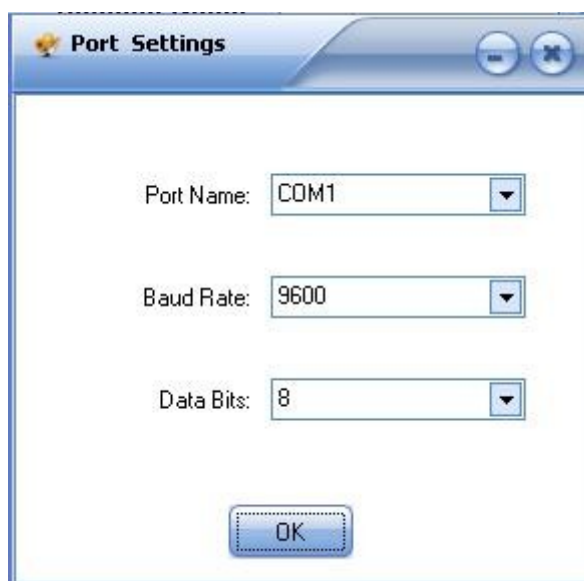 Port Settings
Port Name: COM1
Baud Rate: 9600
Data Bits: 8
OK